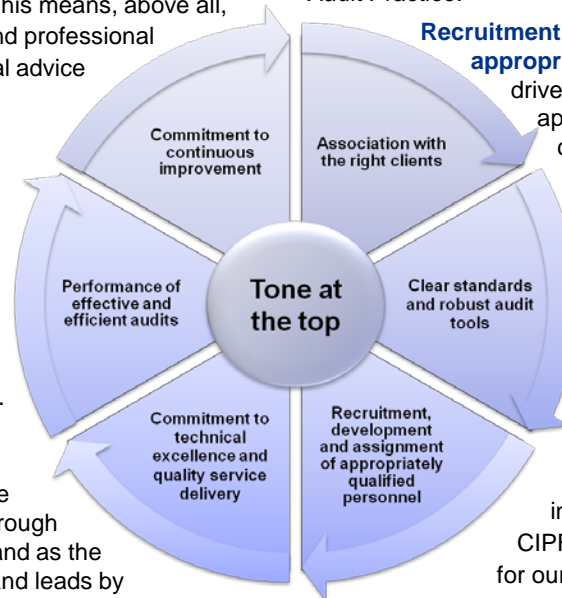 his means, above all,
nd professional
al advice
Recruitment
appropr
drive
ap
Commitment to
continuous
improvement
Association with
the right clients
Performance of
effective and
efficient audits
Tone at
the top
Clear standards
and robust audit
tools
Commitment to
technical
excellence and
quality service
delivery
Recruitment,
development
and assignment
of appropriately
qualified
personnel
rough
and as the
and leads by
in
CIPF
for our